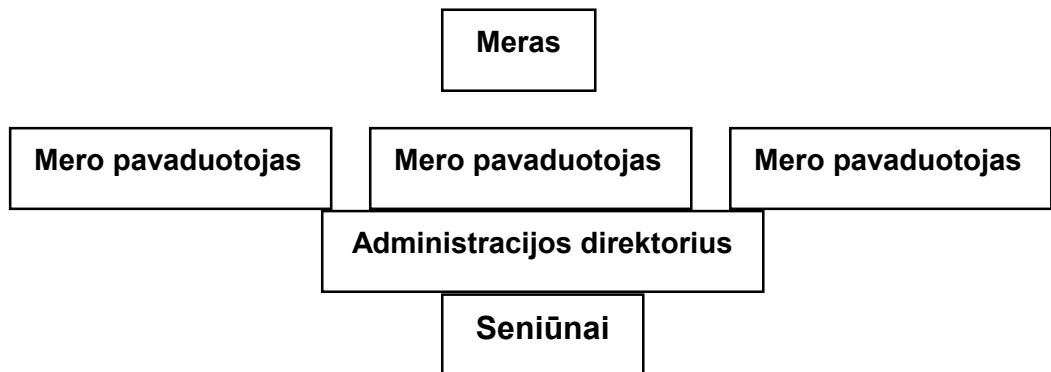 Meras
Mero pavaduotojas
Mero pavaduotojas
Mero pavaduotojas
Administracijos direktorius
Seniūnai